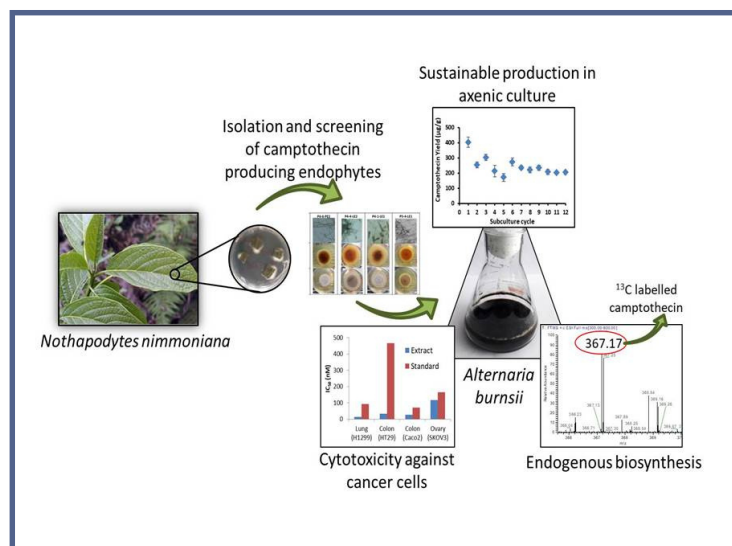 Sustainable production in
axenic culture
Isolation and screening
of camptothecin
producing endophytes
Camptothecin Yield (µg/g)
500
400
300
200
100
0
0 1 2 3 4 5 6 7 8 9 10 11 12
Subculture cycle
Nothapodytes nimmoniana
13C labelled
camptothecin
367.17
IC50 (nM)
500
400
300
200
100
0
Extract
Standard
Lung
(H1299)
Colon
(HT29)
Colon
(Caco2)
Ovary
(SKOV3)
Cytotoxicity against
cancer cells
Alternaria
burnsii
Endogenous biosynthesis